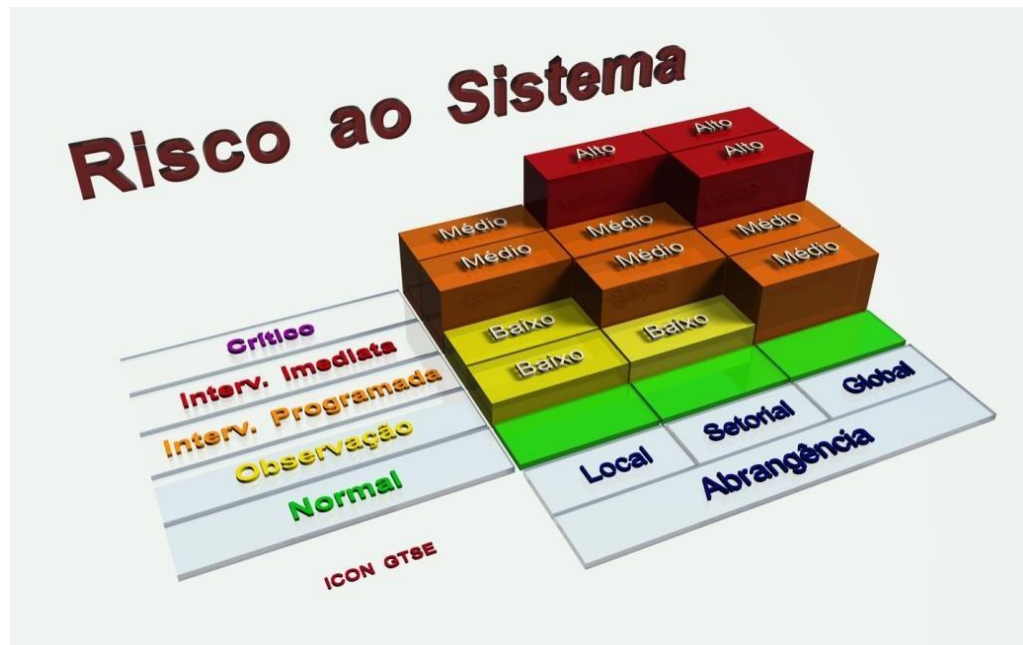 Risco ao Sistema
Alto
Alto
Alto
Médio
Médio
Médio
Médio
Médio
Médio
Baixo
Baixo
Baixo
Crítico
Interv. Imediata
Interv. Programada
Observação
Normal
Local
Setorial
Global
Abrangência
ICON GTSE